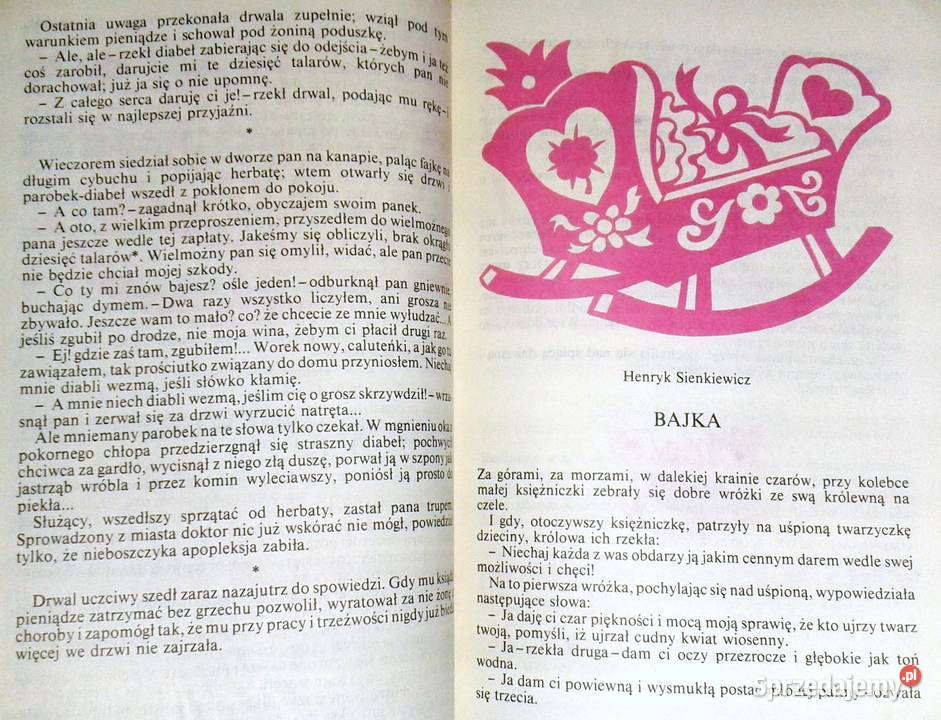 Ostatnia uwaga przekonała drwala zupełnie; wziął pod tym
warunkiem pieniądze i schował pod żoniną poduszkę.
– Ale, ale – rzekł diabeł zabierając się do odejścia – żebym i ja też
coś zarobił, darujcie mi te dziesięć talarów, których pan nie
dorachował; już ja się o nie upomnę.
– Z całego serca daruję ci je! – rzekł drwal, podając mu rękę – i
rozstali się w najlepszej przyjaźni.
*
Wieczorem siedział sobie w dworze pan na kanapie, paląc fajkę na
długim cybuchu i popijając herbatę; wtem otwarły się drzwi i
parobek-diabeł wszedł z pokłonem do pokoju.
– A co tam? – zagadnął krótko, obyczajem swoim panek.
– A oto, z wielkim przeproszeniem, przyszedłem do wielmożnego
pana jeszcze wedle tej zapłaty. Jakeśmy się obliczyli, brak okrągło
dziesięć talarów*. Wielmożny pan się omylił, widać, ale pan przecie
nie będzie chciał mojej szkody.
– Co ty mi znów bajesz? ośle jeden! – odburknął pan gniewnie,
buchając dymem. – Dwa razy wszystko liczyłem, ani grosza nie
zbywało. Jeszcze wam to mało? co? że chcecie ze mnie wyłudzać... A
jeśliś zgubił po drodze, nie moja wina, żebym ci płacił drugi raz.
– Ej! gdzie zaś tam, zgubiłem!... Worek nowy, caluteńki, a jak go tu
zawiązałem, tak prościutko związany do domu przyniosłem. Niechaj
mnie diabli wezmą, jeśli słówko kłamię.
– A mnie niech diabli wezmą, jeślim cię o grosz skrzywdził! – wrza-
snął pan i zerwał się za drzwi wyrzucić natręta...
Ale mniemany parobek na te słowa tylko czekał. W mgnieniu oka z
pokornego chłopa przedzierzgnął się straszny diabeł; pochwycił
chciwca za gardło, wycisnął z niego złą duszę, porwał ją w szpony jak
jastrząb wróbla i przez komin wyleciawszy, poniósł ją prosto do
piekła...
Służący, wszedłszy sprzątać od herbaty, zastał pana trupem.
Sprowadzony z miasta doktor nic już wskórać nie mógł, powiedział
tylko, że nieboszczyka apopleksja zabiła.
*
Drwal uczciwy szedł zaraz nazajutrz do spowiedzi. Gdy mu ksiądz
pieniądze zatrzymać bez grzechu pozwolił, wyratował za nie żonę z
choroby i zapomógł tak, że mu przy pracy i trzeźwości nigdy już bieda
więcej we drzwi nie zajrzała.
Henryk Sienkiewicz
BAJKA
Za górami, za morzami, w dalekiej krainie czarów, przy kolebce
małej księżniczki zebrały się dobre wróżki ze swą królewną na
czele.
I gdy, otoczywszy księżniczkę, patrzyły na uśpioną twarzyczkę
dzieciny, królowa ich rzekła:
– Niechaj każda z was obdarzy ją jakim cennym darem wedle swej
możliwości i chęci!
Na to pierwsza wróżka, pochylając się nad uśpioną, wypowiedziała
następujące słowa:
– Ja daję ci czar piękności i mocą moją sprawię, że kto ujrzy twarz
twoją, pomyśli, iż ujrzał cudny kwiat wiosenny.
– Ja – rzekła druga – dam ci oczy przezrocze i głębokie jak toń
wodna.
– Ja dam ci powiewną i wysmukłą postać
się trzecia.
Sprzedajemy.pl